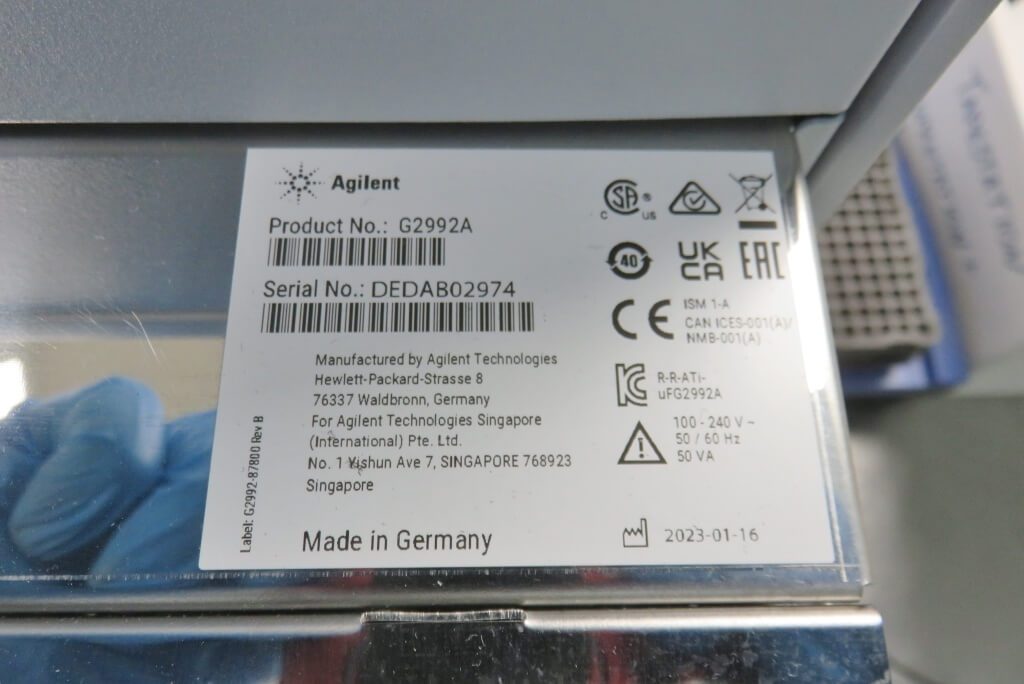 Agilent
Product No.: G2992A
Serial No.: DEDAB02974
Manufactured by Agilent Technologies
Hewlett-Packard-Strasse 8
76337 Waldbronn, Germany
For Agilent Technologies Singapore
(International) Pte. Ltd.
No. 1 Yishun Ave 7, SINGAPORE 768923
Singapore
Made in Germany
Label: G2992-87800 Rev B
C SA ® US
40
UK CA
EAC
CE
ISM 1-A
CAN ICES-001(A)/
NMB-001(A)
KC
R-R-ATi-
uFG2992A
100 - 240 V ~
50 / 60 Hz
50 VA
2023-01-16